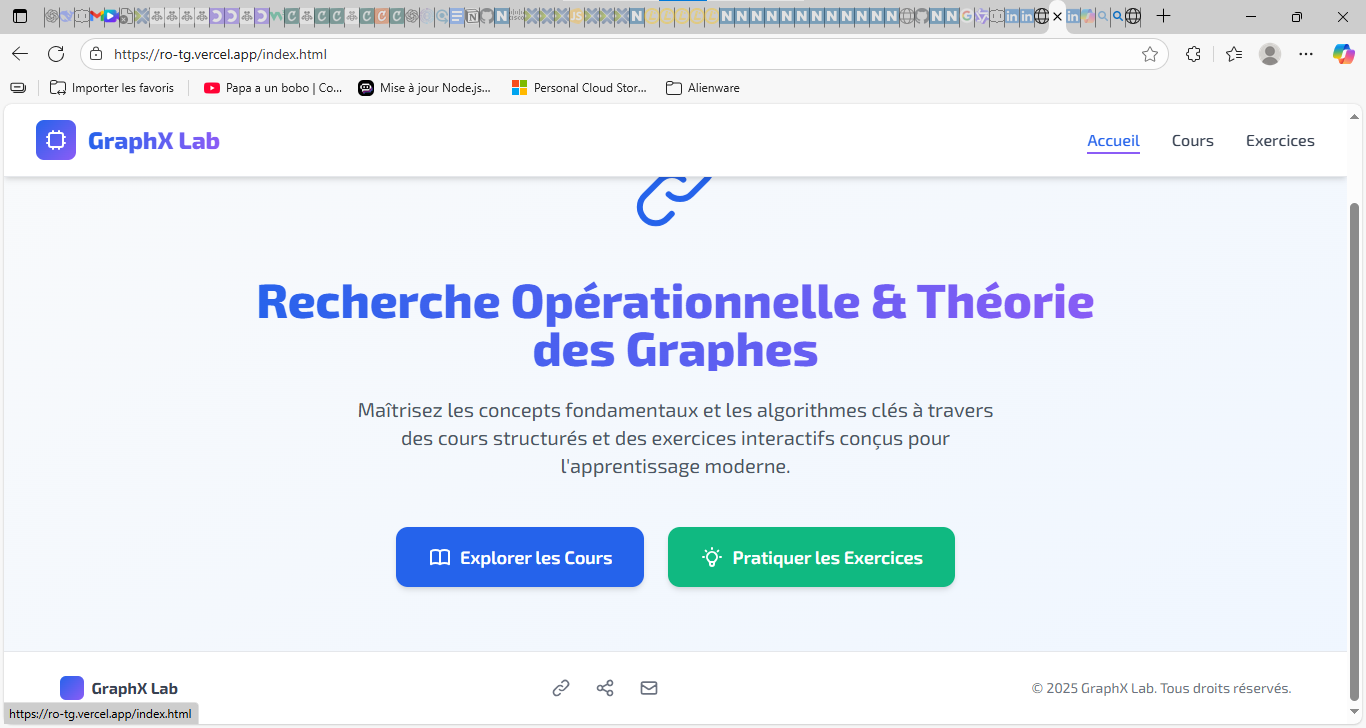 https://ro-tg.vercel.app/index.html
Importer les favoris
Papa a un bobo | Co...
Mise à jour Node.js...
Personal Cloud Stor...
Alienware
GraphX Lab
Accueil
Cours
Exercices
Recherche Opérationnelle & Théorie
des Graphes
Maîtrisez les concepts fondamentaux et les algorithmes clés à travers
des cours structurés et des exercices interactifs conçus pour
l'apprentissage moderne.
Explorer les Cours
Pratiquer les Exercices
GraphX Lab
© 2025 GraphX Lab. Tous droits réservés.
https://ro-tg.vercel.app/index.html